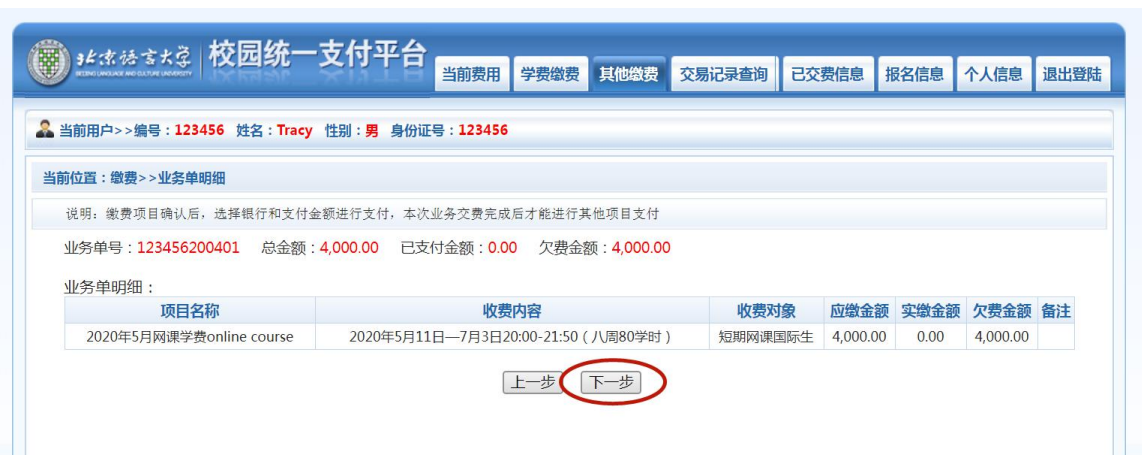 北京语言大学 校园统一支付平台
BEIJING LANGUAGE AND CULTURE UNIVERSITY
当前费用 学费缴费 其他缴费 交易记录查询 已交费信息 报名信息 个人信息 退出登陆
当前用户>>编号：123456 姓名：Tracy 性别：男 身份证号：123456
当前位置：缴费>>业务单明细
说明：缴费项目确认后，选择银行和支付金额进行支付，本次业务交费完成后才能进行其他项目支付
业务单号：123456200401 总金额：4,000.00 已支付金额：0.00 欠费金额：4,000.00
业务单明细：
项目名称 收费内容 收费对象 应缴金额 实缴金额 欠费金额 备注
2020年5月网课学费online course 2020年5月11日—7月3日20:00-21:50（八周80学时） 短期网课国际生 4,000.00 0.00 4,000.00
上一步 下一步